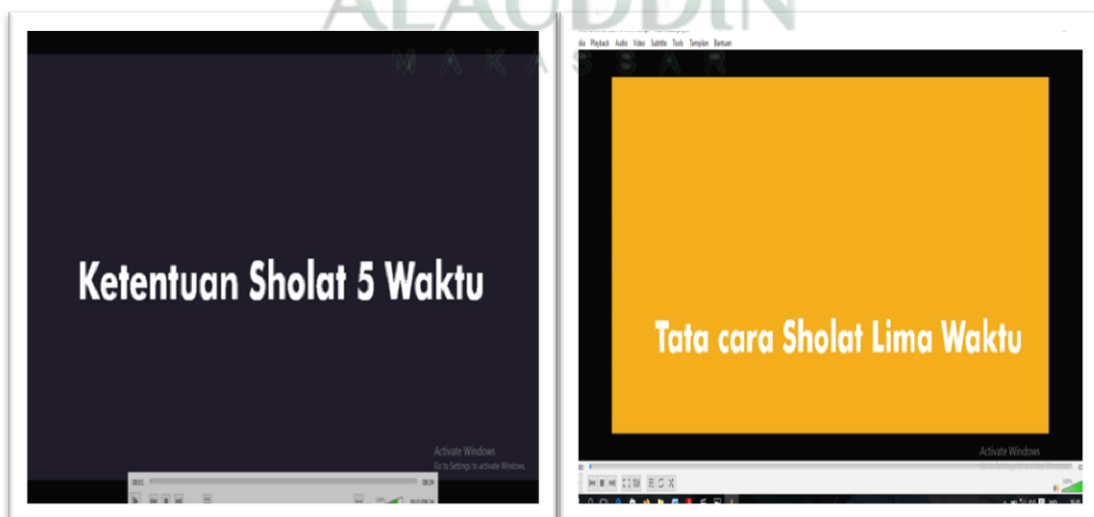 ALAUDDIN
MAKASSAR
Ketentuan Sholat 5 Waktu
Activate Windows
Go to Settings to activate Windows.
Playback Audio Video Subtitle Tools Tampilan Bantuan
Tata cara Sholat Lima Waktu
Activate Windows